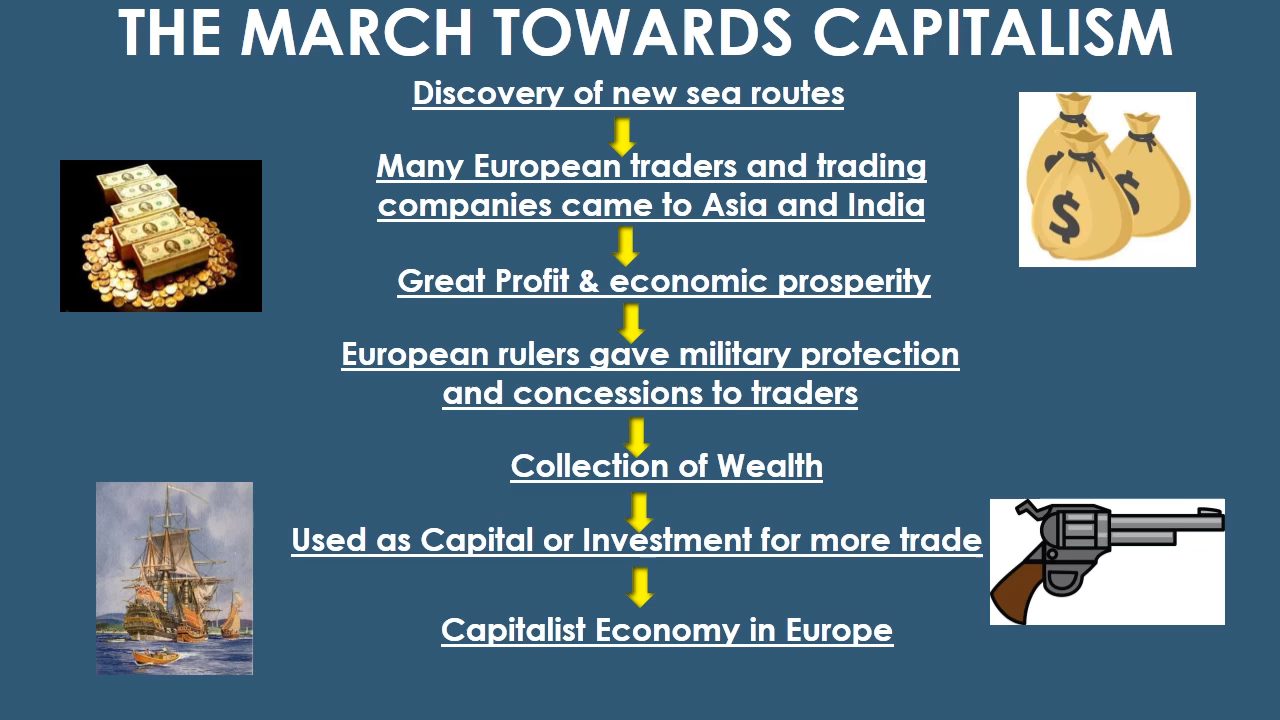 THE MARCH TOWARDS CAPITALISM
Discovery of new sea routes
Many European traders and trading
companies came to Asia and India
Great Profit & economic prosperity
European rulers gave military protection
and concessions to traders
Collection of Wealth
Used as Capital or Investment for more trade
Capitalist Economy in Europe
$
$
$